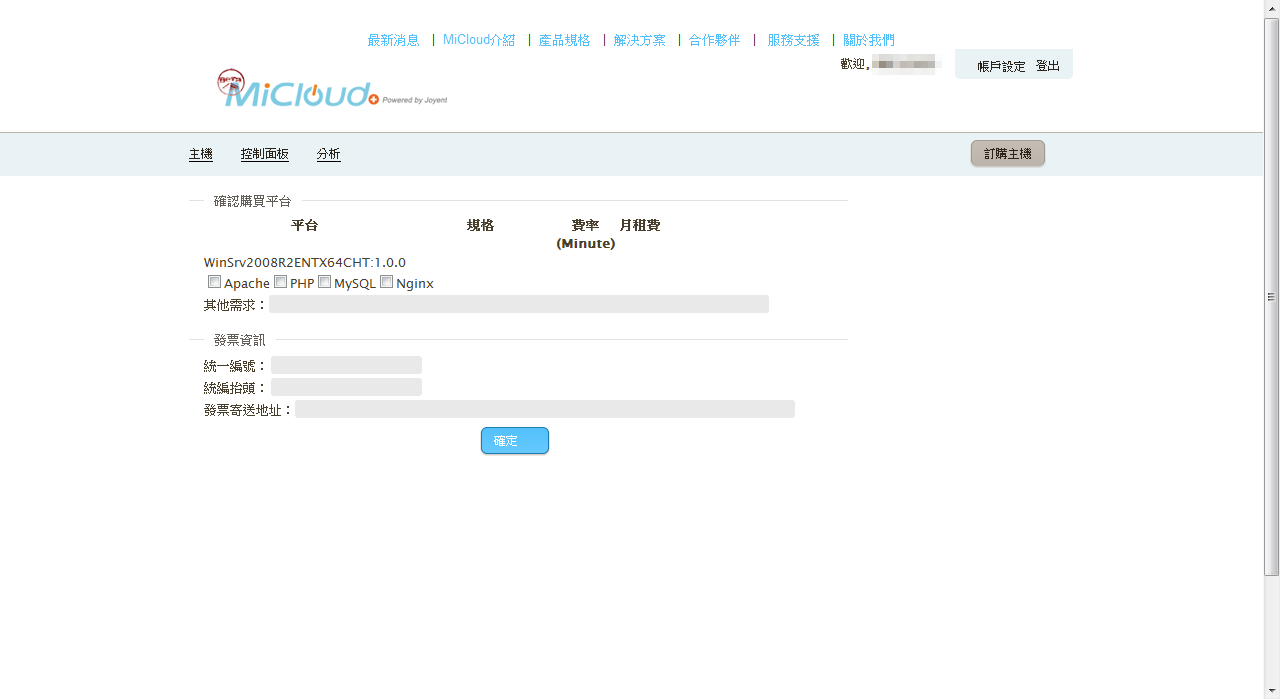 最新消息 | MiCloud介紹 | 產品規格 | 解決方案 | 合作夥伴 | 服務支援 | 關於我們
歡迎,
帳戶設定 登出
MiCloud Powered by Joyent
主機 控制面板 分析 訂購主機
確認購買平台
平台 規格 費率 月租費
(Minute)
WinSrv2008R2ENTX64CHT:1.0.0
Apache PHP MySQL Nginx
其他需求：
發票資訊
統一編號：
統編抬頭：
發票寄送地址：
確定